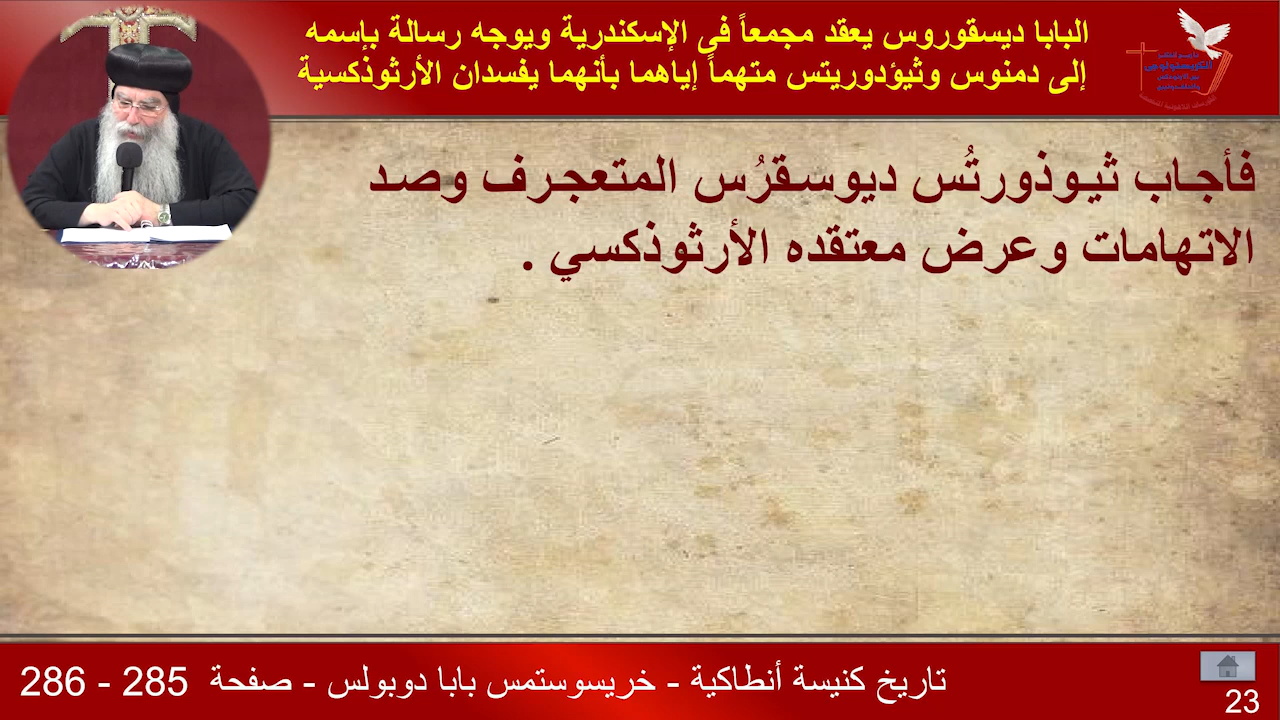 البابا ديسقوروس يعقد مجمعاً فى الإسكندرية ويوجه رسالة بإسمه
إلى دمنوس وثيؤدوريتس متهماً إياهما بأنهما يفسدان الأرثوذكسية
فأجاب ثيوذورتُس ديوسقرُس المتعجرف وصد
الاتهامات وعرض معتقده الأرثوذكسي .
تاريخ كنيسة أنطاكية - خريسوستمس بابا دوبولس - صفحة 285 - 286
23